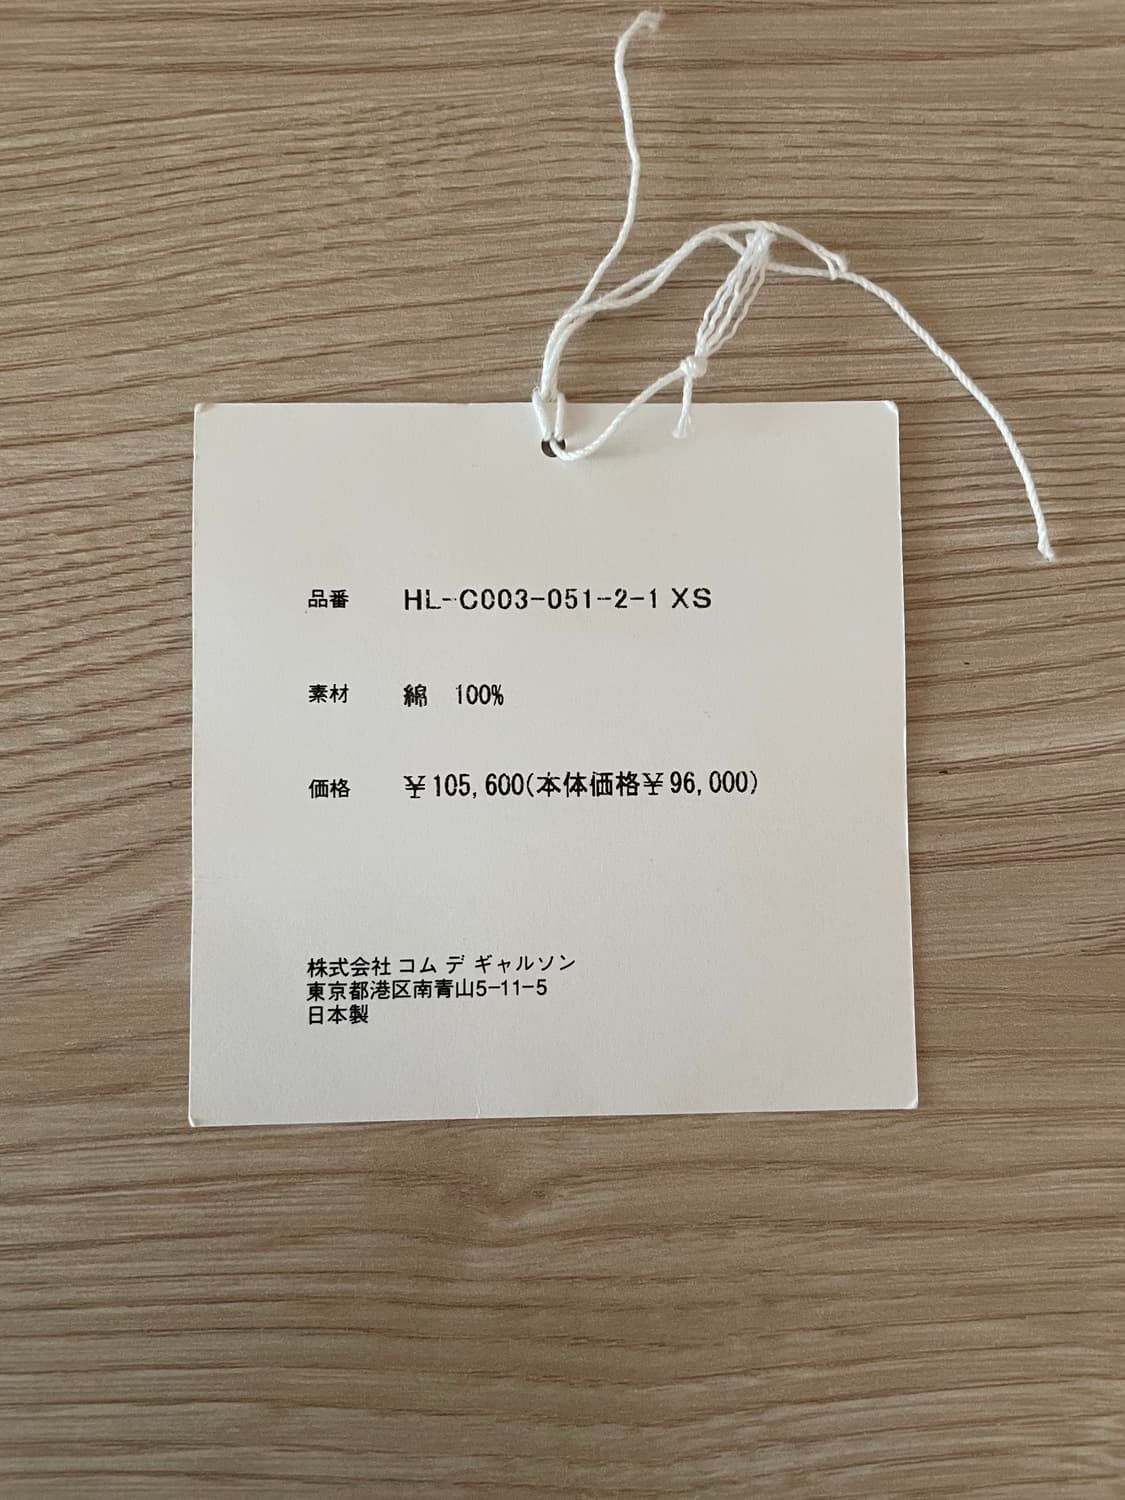 品番 HL-C003-051-2-1 XS
素材 綿 100%
価格 ¥105,600(本体価格¥96,000)
株式会社 コム デ ギャルソン
東京都港区南青山5-11-5
日本製